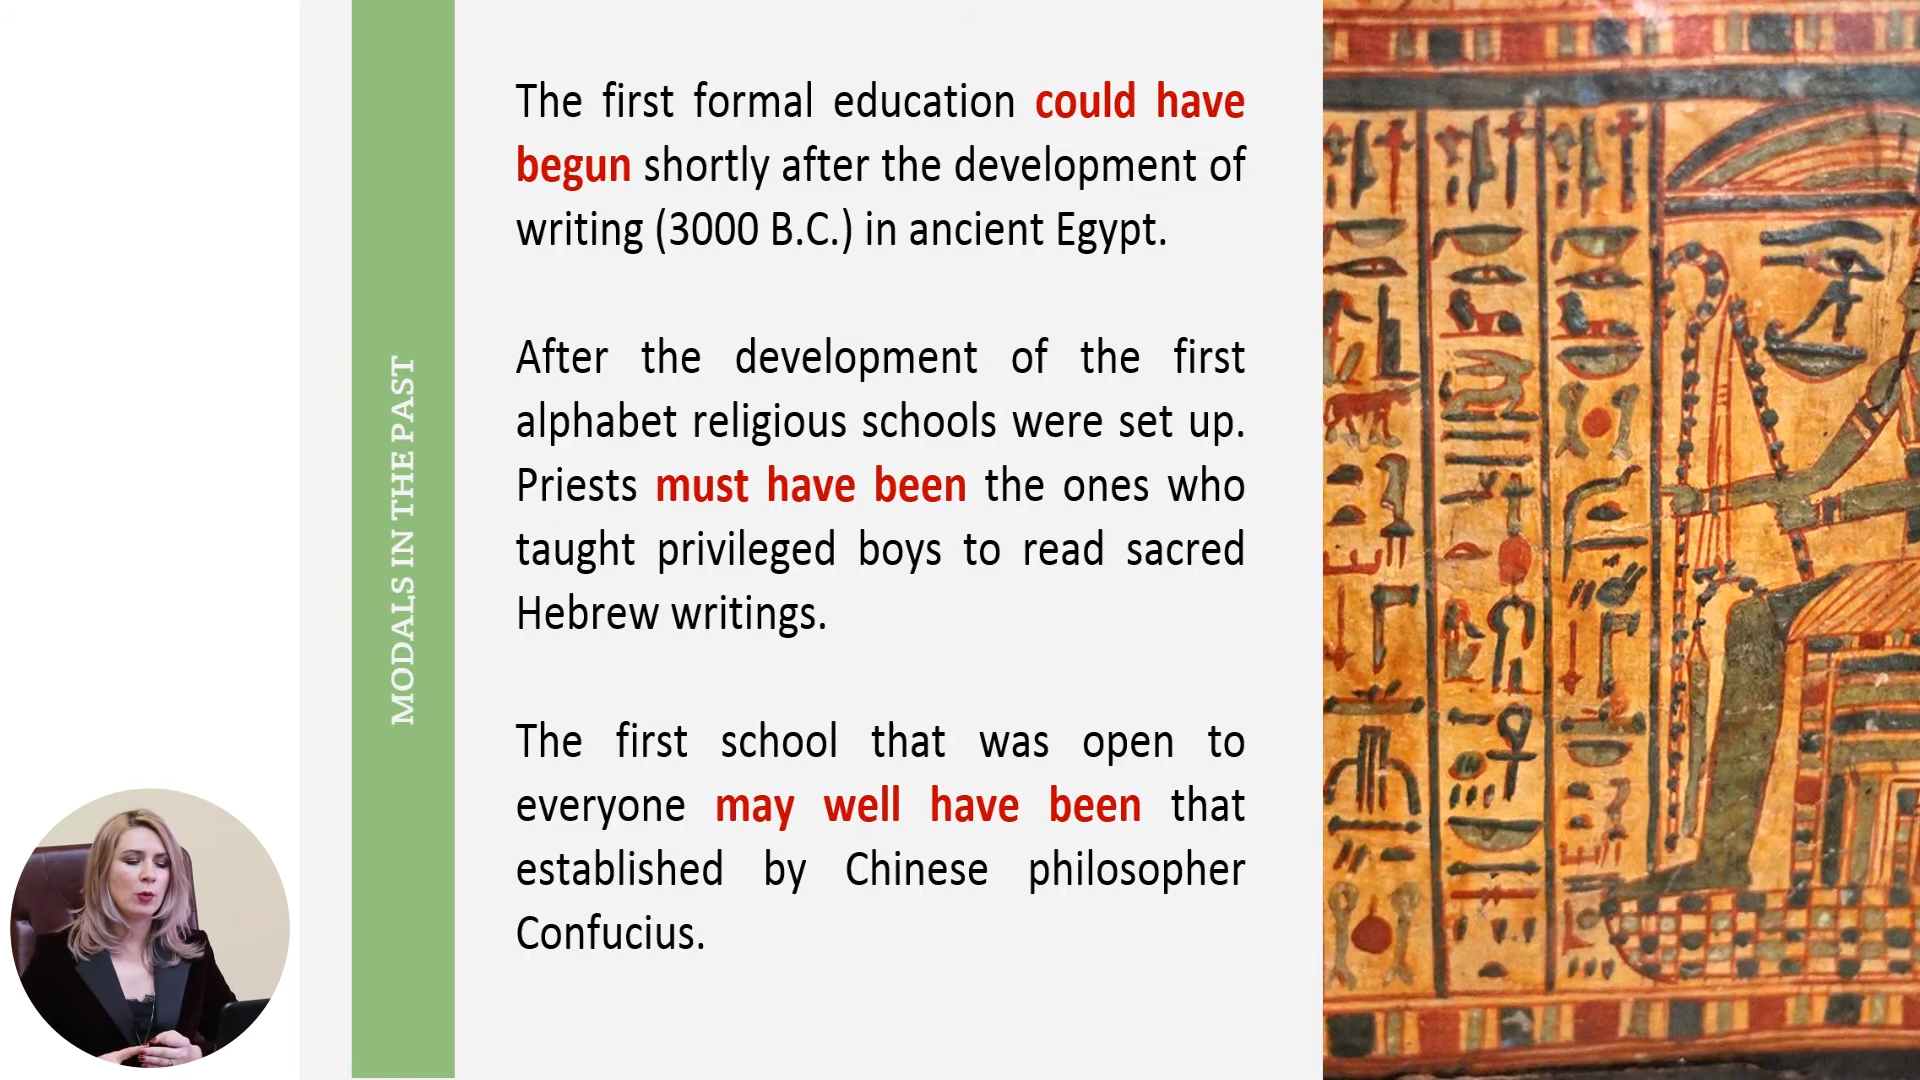 MODALS IN THE PAST
The first formal education could have
begun shortly after the development of
writing (3000 B.C.) in ancient Egypt.
After the development of the first
alphabet religious schools were set up.
Priests must have been the ones who
taught privileged boys to read sacred
Hebrew writings.
The first school that was open to
everyone may well have been that
established by Chinese philosopher
Confucius.